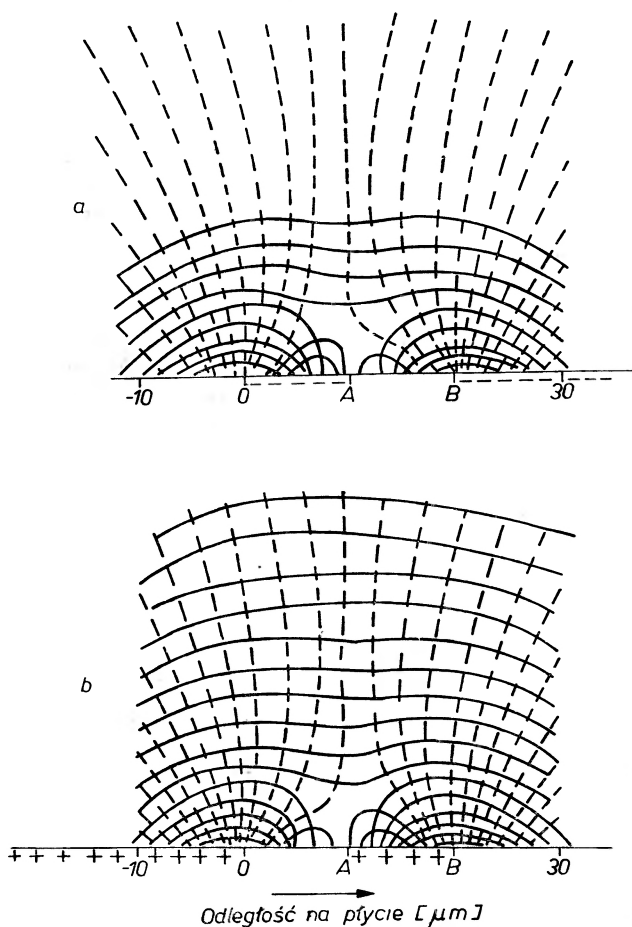 a
-10 0 A B 30
b
+ + + + + + + + + + + + + + + +
-10 0 A B 30
Odległość na płycie [μm]